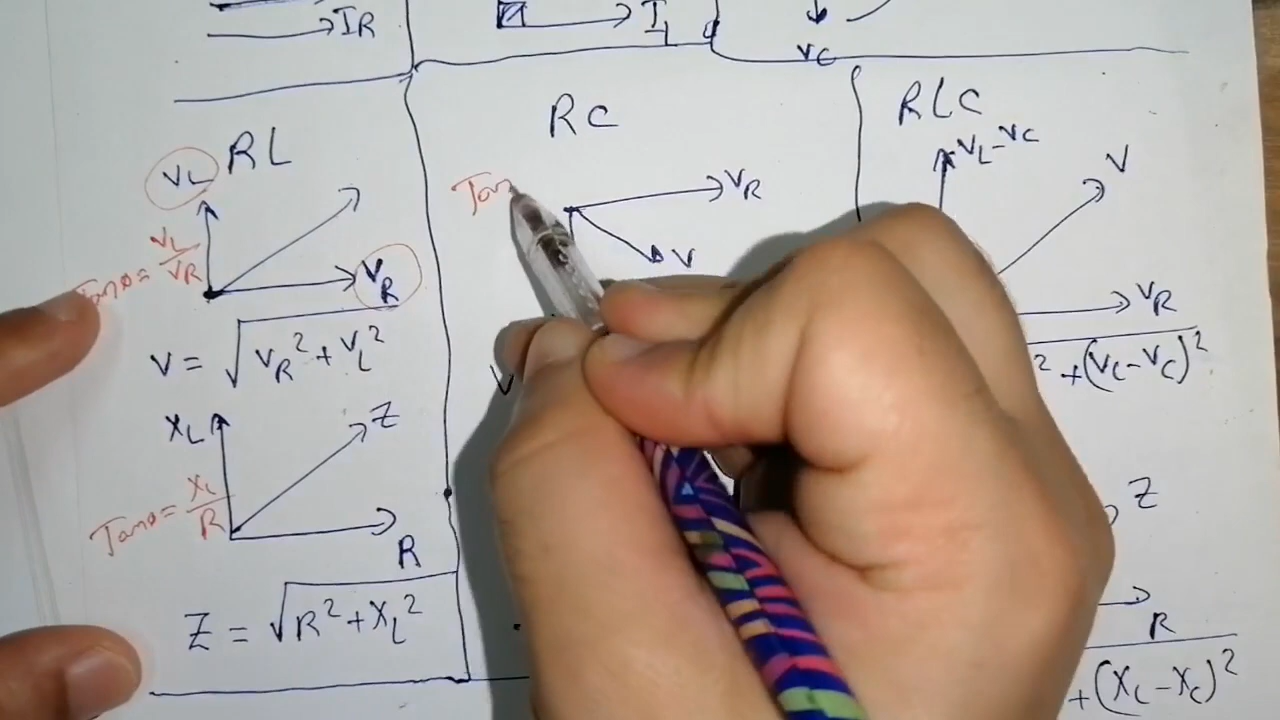 IR
IL
VC
RL
VL
VR
Tanθ = VL/VR
V = √VR² + VL²
XL
Z
Tanθ = XL/R
R
Z = √R² + XL²
RC
Tan
VR
V
V
RLC
VL-VC
V
VR
² + (VL - VC)²
Z
R
+ (XL - XC)²